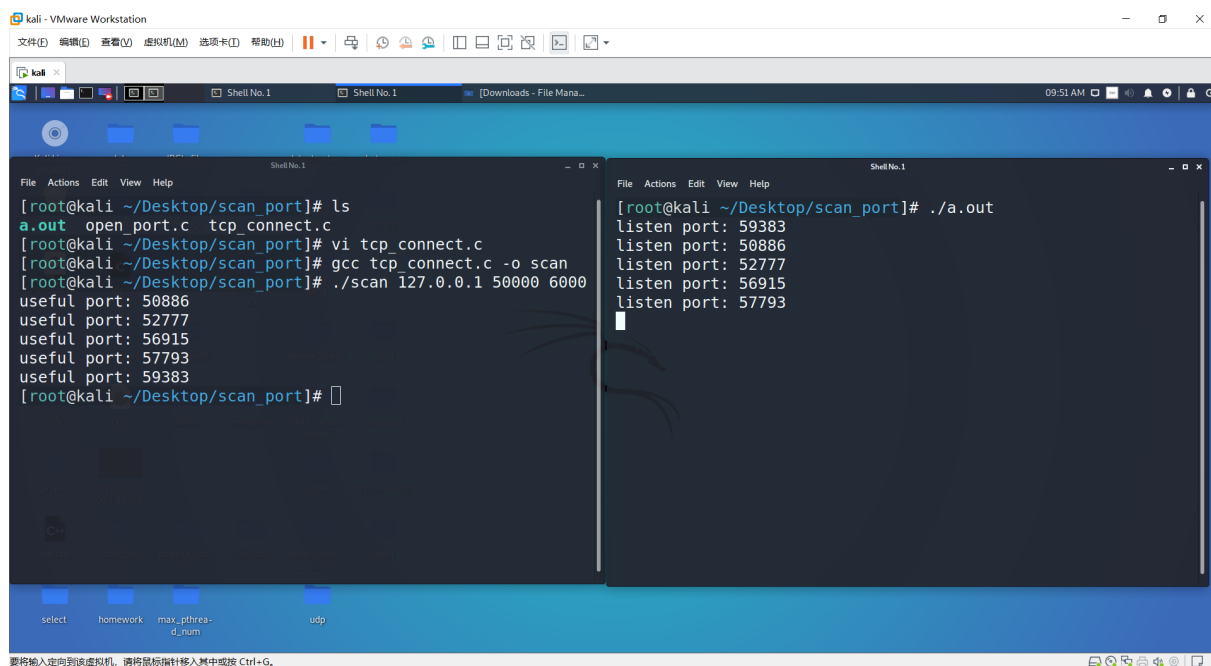 kali - VMware Workstation
文件(F) 编辑(E) 查看(V) 虚拟机(M) 选项卡(T) 帮助(H)
kali
Shell No. 1
Shell No. 1
[Downloads - File Mana...
09:51 AM
Shell No. 1
File Actions Edit View Help
[root@kali ~/Desktop/scan_port]# ls
a.out open_port.c tcp_connect.c
[root@kali ~/Desktop/scan_port]# vi tcp_connect.c
[root@kali ~/Desktop/scan_port]# gcc tcp_connect.c -o scan
[root@kali ~/Desktop/scan_port]# ./scan 127.0.0.1 50000 6000
useful port: 50886
useful port: 52777
useful port: 56915
useful port: 57793
useful port: 59383
[root@kali ~/Desktop/scan_port]#
Shell No. 1
File Actions Edit View Help
[root@kali ~/Desktop/scan_port]# ./a.out
listen port: 59383
listen port: 50886
listen port: 52777
listen port: 56915
listen port: 57793
select
homework
max_pthrea-
d_num
udp
要将输入定向到该虚拟机，请将鼠标指针移入其中或按 Ctrl+G。